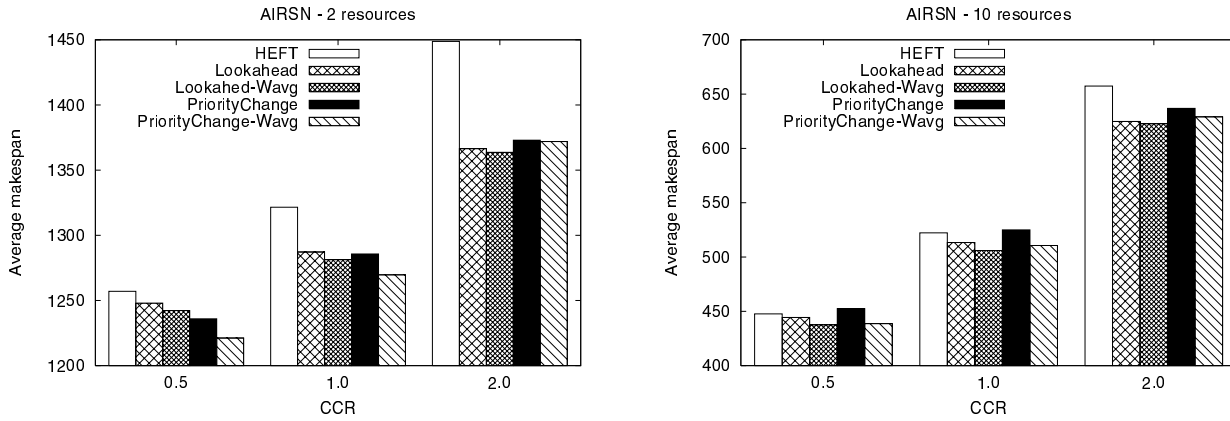 AIRSN - 2 resources
1450
1400
1350
1300
1250
1200
Average makespan
HEFT
Lookahead
Lookahed-Wavg
PriorityChange
PriorityChange-Wavg
0.5
1.0
2.0
CCR
AIRSN - 10 resources
700
650
600
550
500
450
400
Average makespan
HEFT
Lookahead
Lookahed-Wavg
PriorityChange
PriorityChange-Wavg
0.5
1.0
2.0
CCR